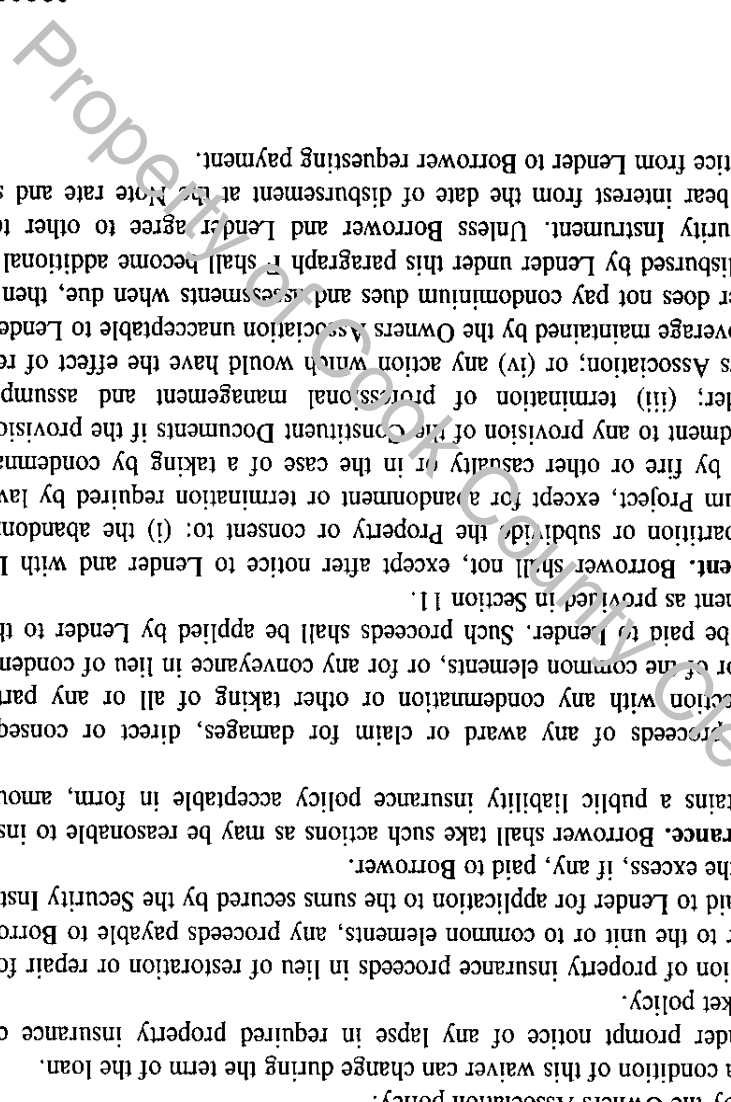 by the Owners Association policy.
a condition of this waiver can change during the term of the loan.
der prompt notice of any lapse in required property insurance c
ket policy.
ion of property insurance proceeds in lieu of restoration or repair fo
r to the unit or to common elements, any proceeds payable to Borro
aid to Lender for application to the sums secured by the Security Inst
the excess, if any, paid to Borrower.
rance. Borrower shall take such actions as may be reasonable to ins
tains a public liability insurance policy acceptable in form, amou
proceeds of any award or claim for damages, direct or conseq
ection with any condemnation or other taking of all or any part
or of the common elements, or for any conveyance in lieu of condem
be paid to Lender. Such proceeds shall be applied by Lender to th
ment as provided in Section 11.
ent. Borrower shall not, except after notice to Lender and with L
partition or subdivide the Property or consent to: (i) the abandonm
um Project, except for abandonment or termination required by law
by fire or other casualty or in the case of a taking by condemna
dment to any provision of the Constituent Documents if the provision
der; (iii) termination of professional management and assump
s Association; or (iv) any action which would have the effect of re
overage maintained by the Owners Association unacceptable to Lende
er does not pay condominium dues and assessments when due, then
disbursed by Lender under this paragraph F shall become additional
urity Instrument. Unless Borrower and Lender agree to other te
bear interest from the date of disbursement at the Note rate and s
tice from Lender to Borrower requesting payment.
Property of Cook County Cle